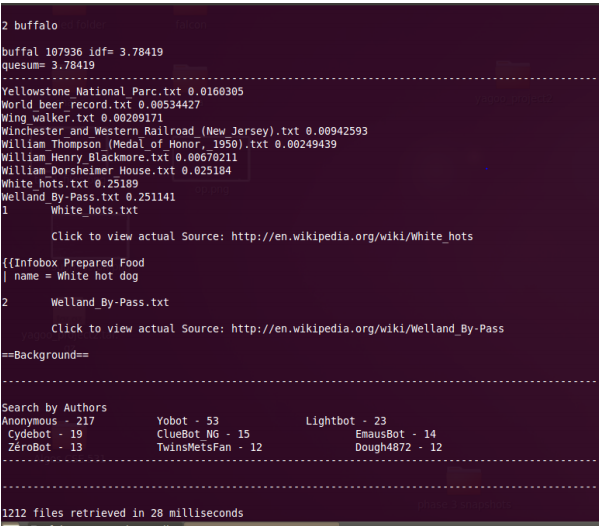 2 buffalo
buffal 107936 idf= 3.78419
quesum= 3.78419
--------------------------------------------------------------------------------
Yellowstone_National_Parc.txt 0.0160305
World_beer_record.txt 0.00534427
Wing_walker.txt 0.00209171
Winchester_and_Western_Railroad_(New_Jersey).txt 0.00942593
William_Thompson_(Medal_of_Honor,_1950).txt 0.00249439
William_Henry_Blackmore.txt 0.00670211
William_Dorsheimer_House.txt 0.025184
White_hots.txt 0.25189
Welland_By-Pass.txt 0.251141
1 White_hots.txt
Click to view actual Source: http://en.wikipedia.org/wiki/White_hots
{{Infobox Prepared Food
| name = White hot dog
2 Welland_By-Pass.txt
Click to view actual Source: http://en.wikipedia.org/wiki/Welland_By-Pass
==Background==
--------------------------------------------------------------------------------
Search by Authors
Anonymous - 217 Yobot - 53 Lightbot - 23
Cydebot - 19 ClueBot_NG - 15 EmausBot - 14
ZéroBot - 13 TwinsMetsFan - 12 Dough4872 - 12
--------------------------------------------------------------------------------
--------------------------------------------------------------------------------
1212 files retrieved in 28 milliseconds